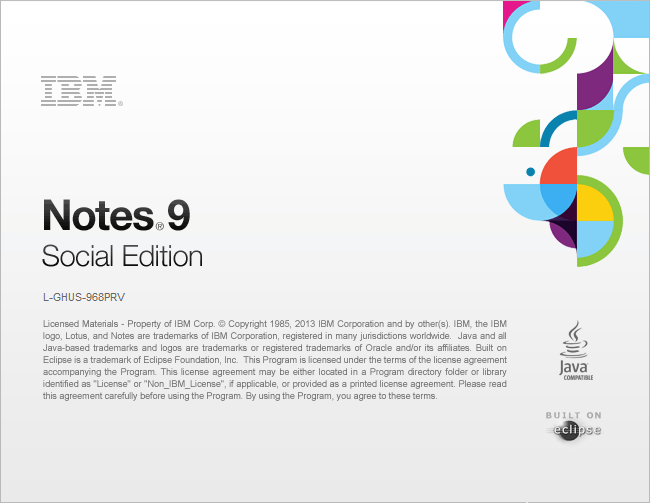 IBM®
Notes® 9
Social Edition
L-GHUS-968PRV
Licensed Materials - Property of IBM Corp. © Copyright 1985, 2013 IBM Corporation and by other(s). IBM, the IBM
logo, Lotus, and Notes are trademarks of IBM Corporation, registered in many jurisdictions worldwide.  Java and all
Java-based trademarks and logos are trademarks or registered trademarks of Oracle and/or its affiliates. Built on
Eclipse is a trademark of Eclipse Foundation, Inc.  This Program is licensed under the terms of the license agreement
accompanying the Program. This license agreement may be either located in a Program directory folder or library
identified as "License" or "Non_IBM_License", if applicable, or provided as a printed license agreement. Please read
this agreement carefully before using the Program. By using the Program, you agree to these terms.
Java
COMPATIBLE
BUILT ON
eclipse